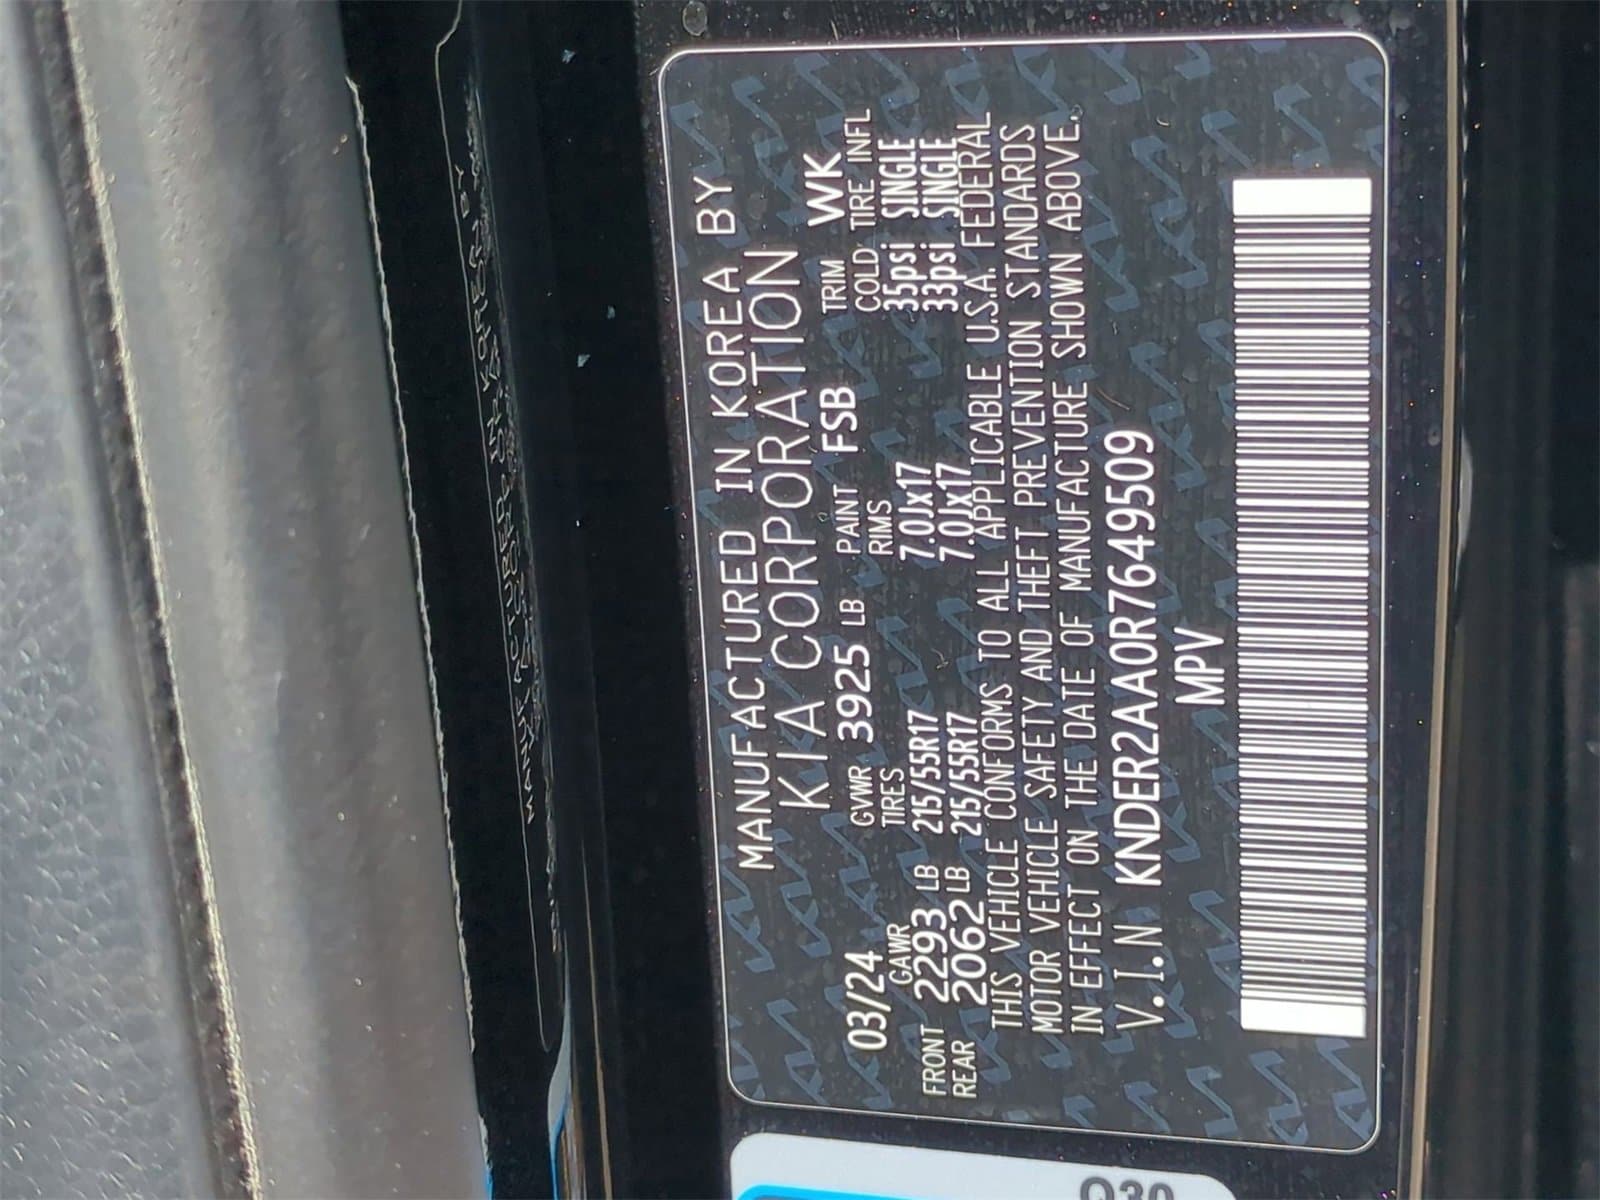 MANUFACTURED IN KOREA BY
KIA CORPORATION
03/24 GVWR 3925 LB PAINT FSB TRIM WK
GAWR TIRES RIMS COLD TIRE INFL
FRONT 2293 LB 215/55R17 7.0Jx17 35psi SINGLE
REAR 2062 LB 215/55R17 7.0Jx17 33psi SINGLE
THIS VEHICLE CONFORMS TO ALL APPLICABLE U.S.A. FEDERAL
MOTOR VEHICLE SAFETY AND THEFT PREVENTION STANDARDS
IN EFFECT ON THE DATE OF MANUFACTURE SHOWN ABOVE.
V.I.N KNDER2AA0R7649509
MPV